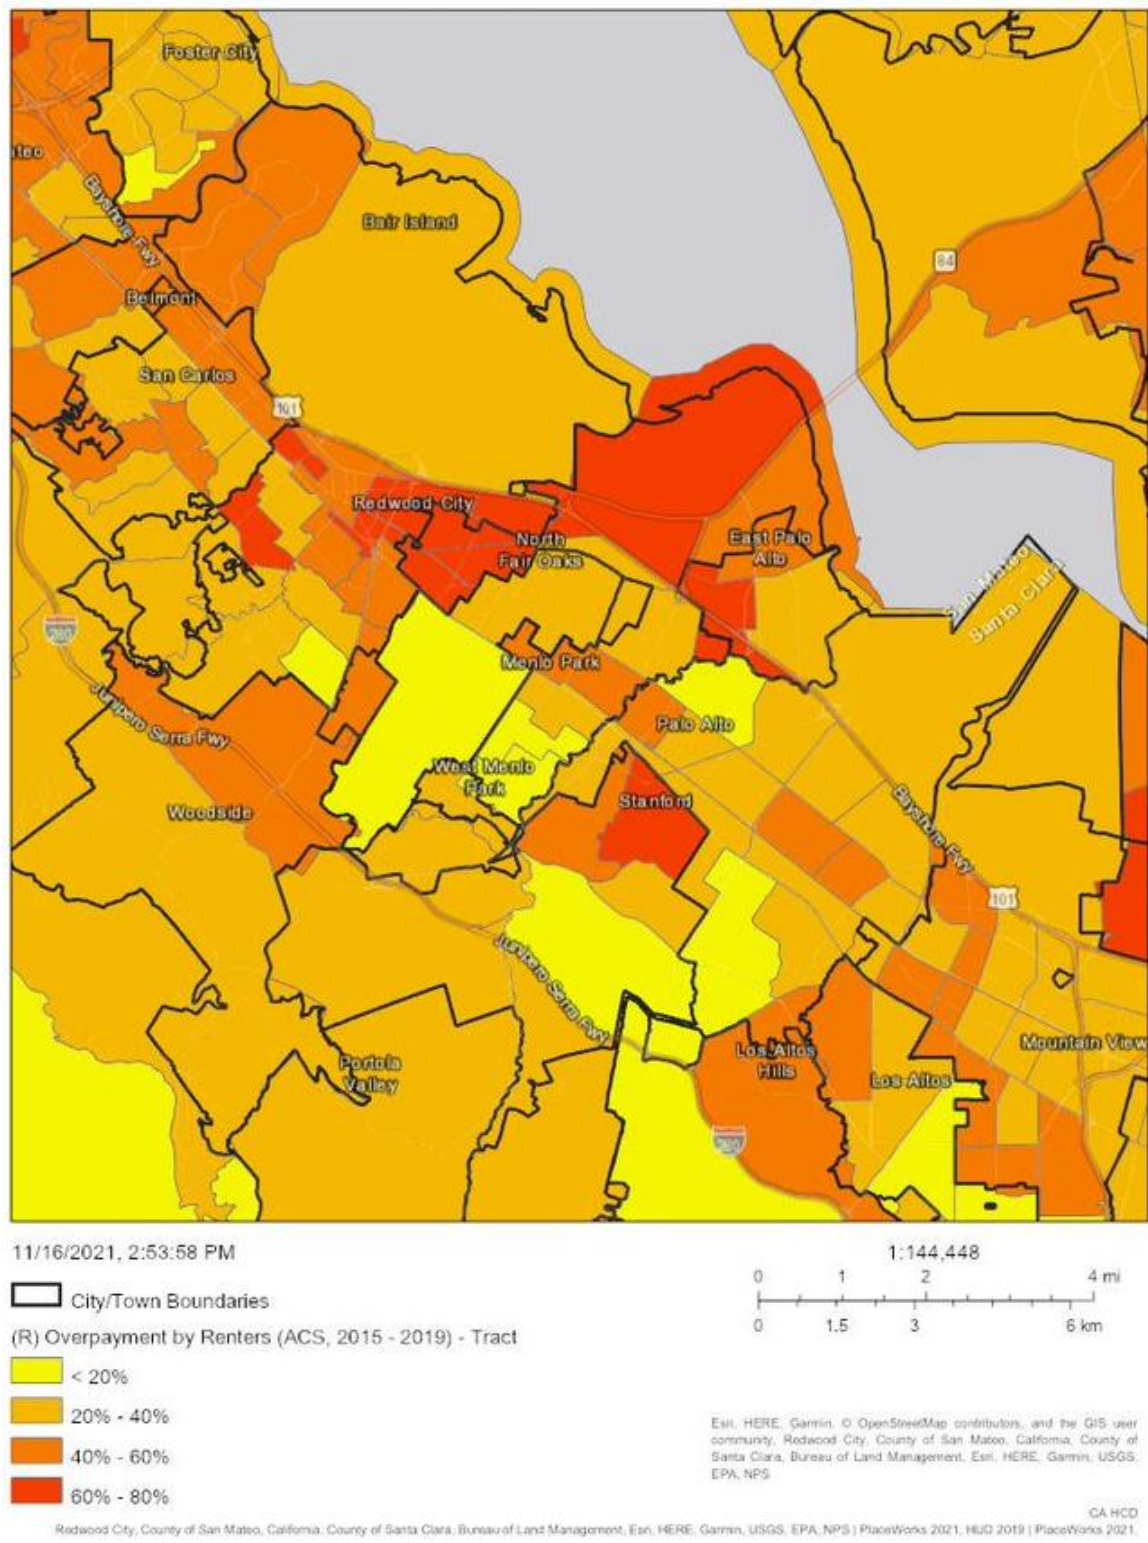 Foster City
ateo
Bayshore Fwy
Bair Island
84
Belmont
San Carlos
101
Redwood City
North
Fair Oaks
East Palo
Alto
San Mateo
Santa Clara
280
Menlo Park
Junipero Serra Fwy
Palo Alto
West Menlo
Park
Stanford
Woodside
Bayshore Fwy
101
Junipero Serra Fwy
Portola
Valley
Los Altos
Hills
Los Altos
Mountain View
280
11/16/2021, 2:53:58 PM
1:144,448
0 1 2 4 mi
0 1.5 3 6 km
City/Town Boundaries
(R) Overpayment by Renters (ACS, 2015 - 2019) - Tract
< 20%
20% - 40%
40% - 60%
60% - 80%
Esri, HERE, Garmin, © OpenStreetMap contributors, and the GIS user
community, Redwood City, County of San Mateo, California, County of
Santa Clara, Bureau of Land Management, Esri, HERE, Garmin, USGS,
EPA, NPS
CA HCD
Redwood City, County of San Mateo, California, County of Santa Clara, Bureau of Land Management, Esri, HERE, Garmin, USGS, EPA, NPS | PlaceWorks 2021, HUD 2019 | PlaceWorks 2021,